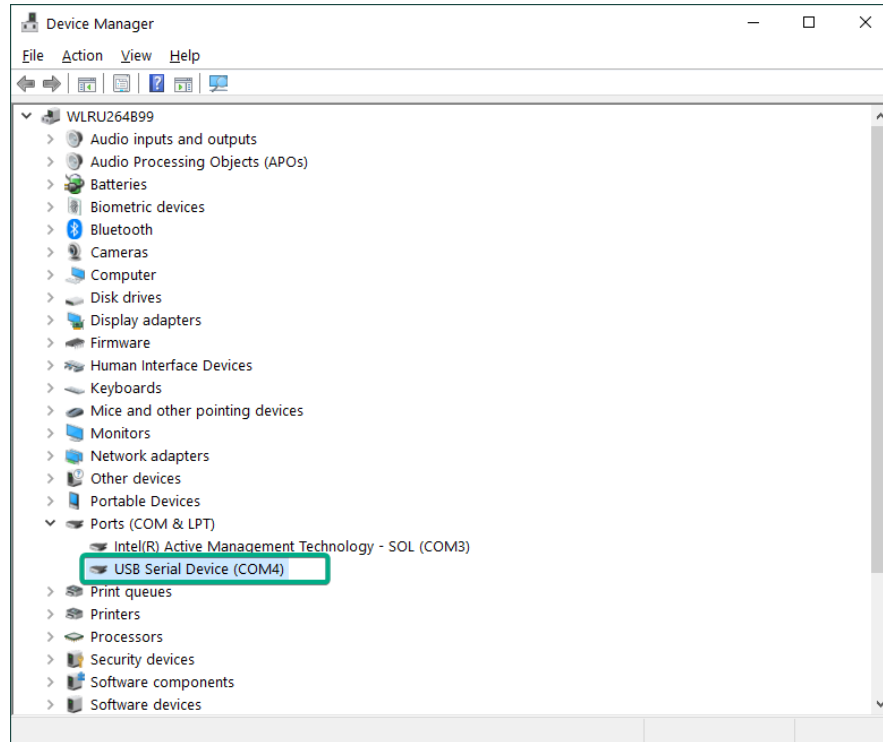 Device Manager
File Action View Help
WLRU264B99
Audio inputs and outputs
Audio Processing Objects (APOs)
Batteries
Biometric devices
Bluetooth
Cameras
Computer
Disk drives
Display adapters
Firmware
Human Interface Devices
Keyboards
Mice and other pointing devices
Monitors
Network adapters
Other devices
Portable Devices
Ports (COM & LPT)
Intel(R) Active Management Technology - SOL (COM3)
USB Serial Device (COM4)
Print queues
Printers
Processors
Security devices
Software components
Software devices